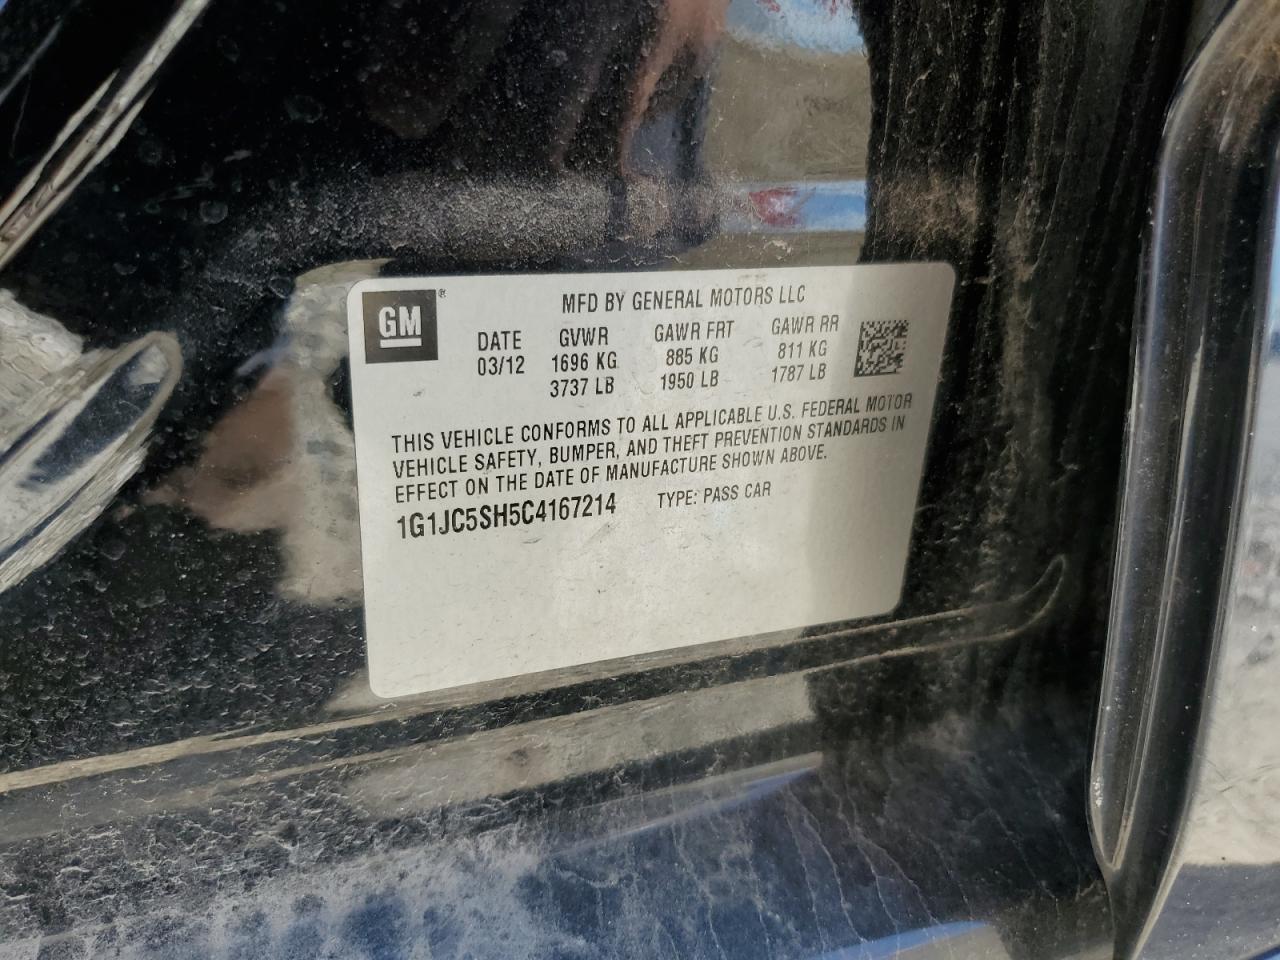 GM ®
MFD BY GENERAL MOTORS LLC
DATE GVWR GAWR FRT GAWR RR
03/12 1696 KG 885 KG 811 KG
3737 LB 1950 LB 1787 LB
THIS VEHICLE CONFORMS TO ALL APPLICABLE U.S. FEDERAL MOTOR
VEHICLE SAFETY, BUMPER, AND THEFT PREVENTION STANDARDS IN
EFFECT ON THE DATE OF MANUFACTURE SHOWN ABOVE.
1G1JC5SH5C4167214 TYPE: PASS CAR